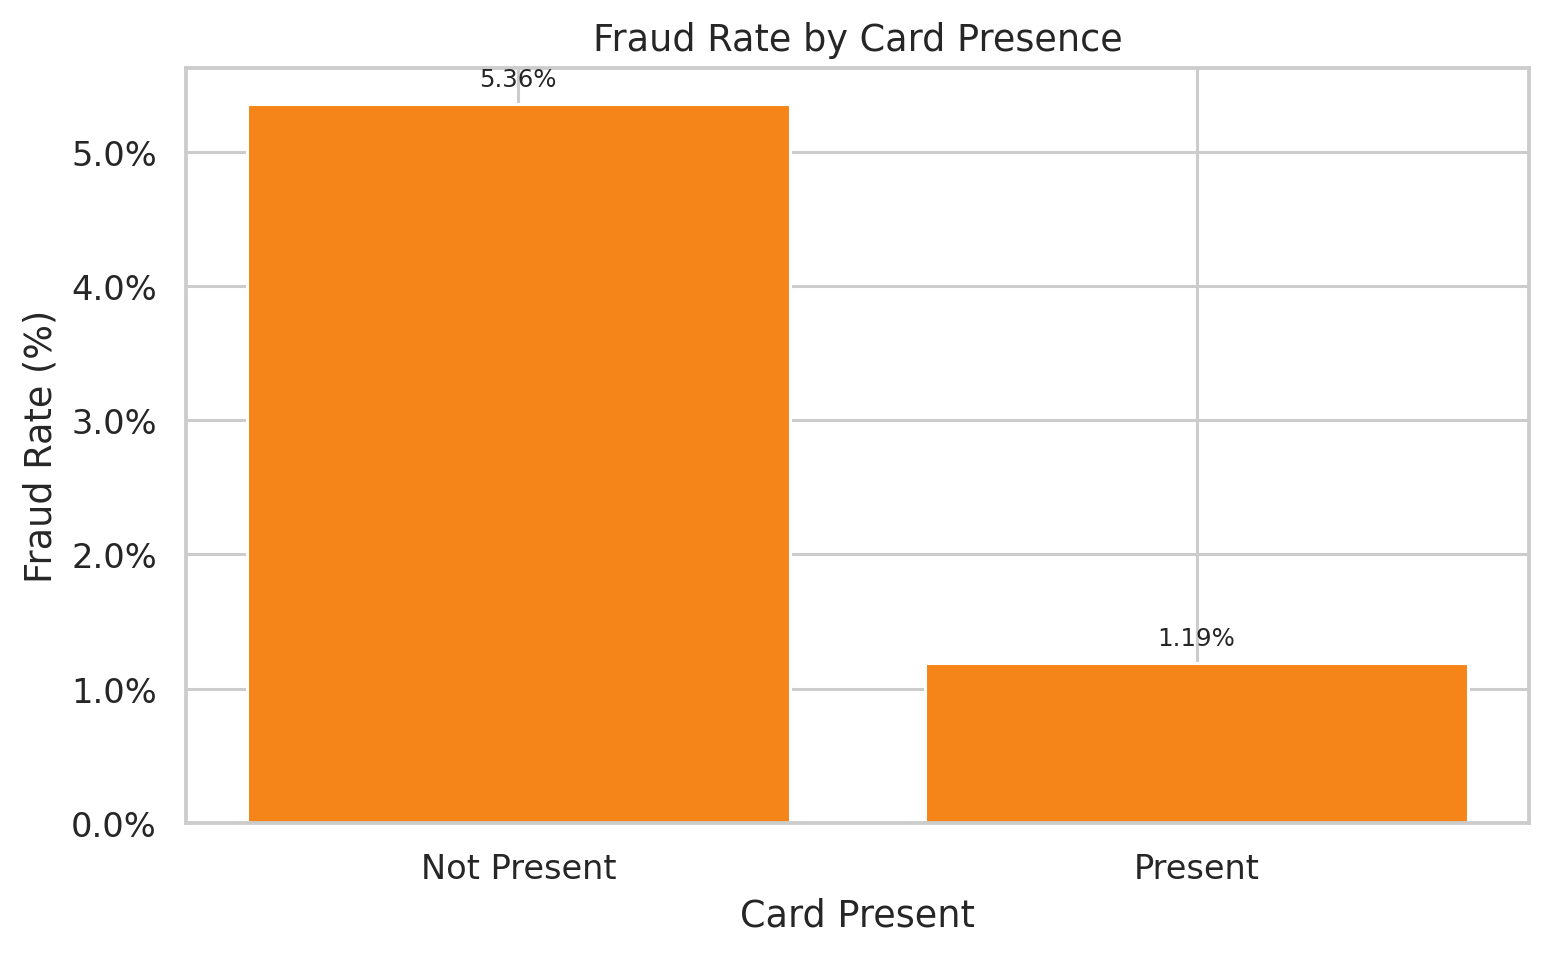 Fraud Rate by Card Presence
5.36%
5.0%
4.0%
3.0%
2.0%
1.19%
1.0%
0.0%
Fraud Rate (%)
Not Present
Present
Card Present